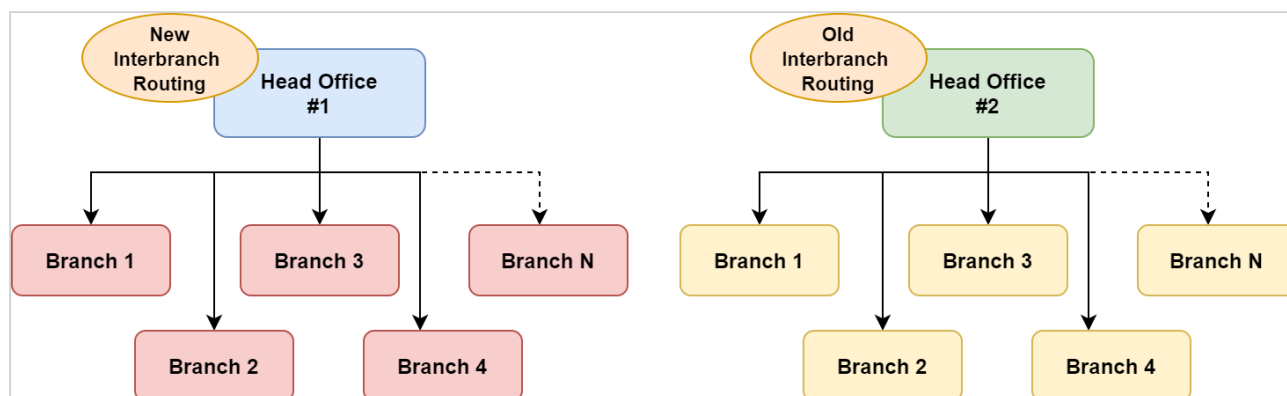 New
Interbranch
Routing
Head Office
#1
Branch 1
Branch 3
Branch N
Branch 2
Branch 4
Old
Interbranch
Routing
Head Office
#2
Branch 1
Branch 3
Branch N
Branch 2
Branch 4